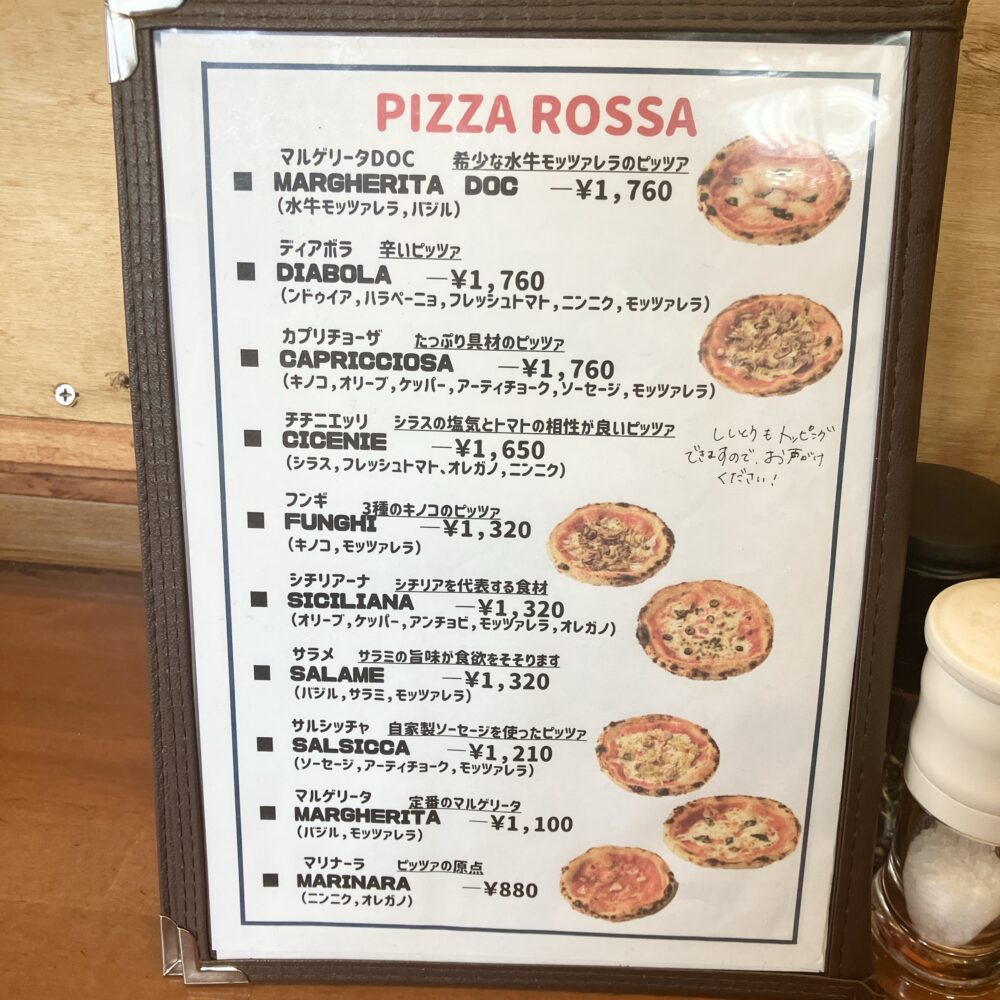 PIZZA ROSSA
マルゲリータDOC 希少な水牛モッツァレラのピッツァ
■ MARGHERITA DOC —¥1,760
(水牛モッツァレラ,バジル)
ディアボラ 辛いピッツァ
■ DIABOLA —¥1,760
(ンドゥイア,ハラペーニョ,フレッシュトマト,ニンニク,モッツァレラ)
カプリチョーザ たっぷり具材のピッツァ
■ CAPRICCIOSA —¥1,760
(キノコ,オリーブ,ケッパー,アーティチョーク,ソーセージ,モッツァレラ)
チチニエッリ シラスの塩気とトマトの相性が良いピッツァ
■ CICENIE —¥1,650
(シラス,フレッシュトマト、オレガノ,ニンニク)
ししとうもトッピング
できますので、お声がけ
ください!
フンギ 3種のキノコのピッツァ
■ FUNGHI —¥1,320
(キノコ,モッツァレラ)
シチリアーナ シチリアを代表する食材
■ SICILIANA —¥1,320
(オリーブ,ケッパー,アンチョビ,モッツァレラ,オレガノ)
サラメ サラミの旨味が食欲をそそります
■ SALAME —¥1,320
(バジル,サラミ,モッツァレラ)
サルシッチャ 自家製ソーセージを使ったピッツァ
■ SALSICCA —¥1,210
(ソーセージ,アーティチョーク,モッツァレラ)
マルゲリータ 定番のマルゲリータ
■ MARGHERITA —¥1,100
(バジル,モッツァレラ)
マリナーラ ピッツァの原点
■ MARINARA —¥880
(ニンニク,オレガノ)